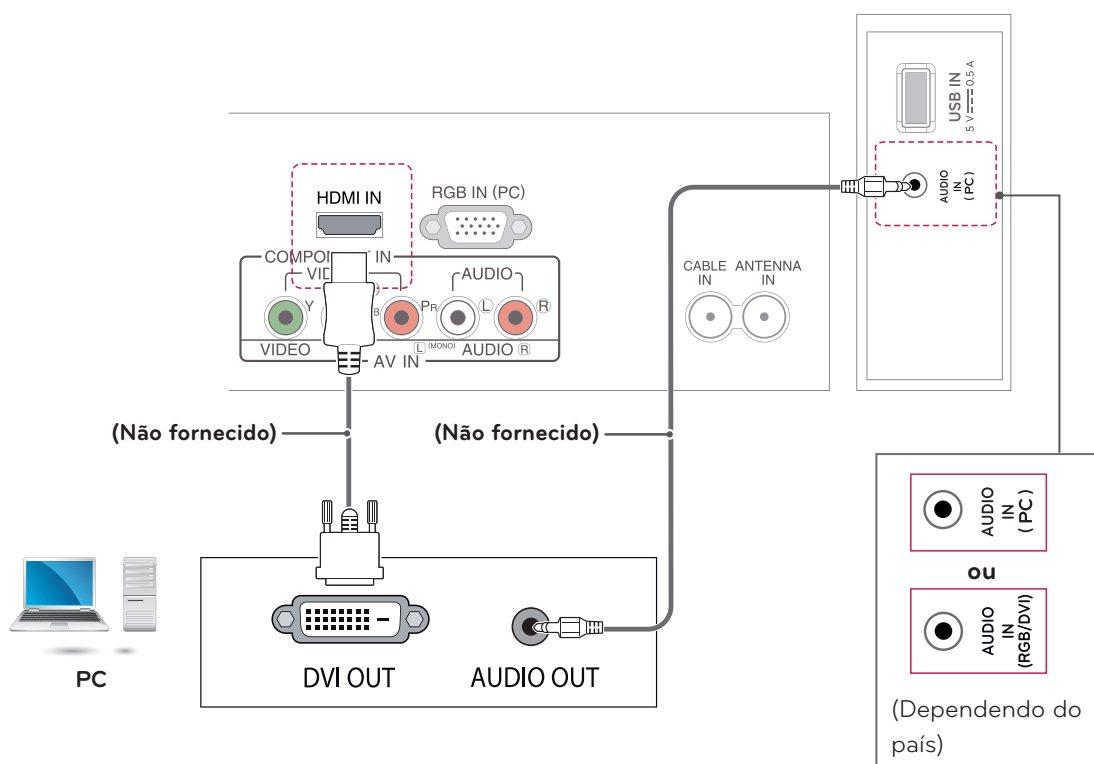 USB IN
5 V 0.5 A
AUDIO
IN
(PC)
HDMI IN
RGB IN (PC)
IN
AUDIO
Y
B
PR
L
R
VIDEO
AV IN
L (MONO)
AUDIO R
CABLE
IN
ANTENNA
IN
(Não fornecido)
(Não fornecido)
PC
DVI OUT
AUDIO OUT
AUDIO
IN
(PC)
ou
AUDIO
IN
(RGB/DVI)
(Dependendo do
país)